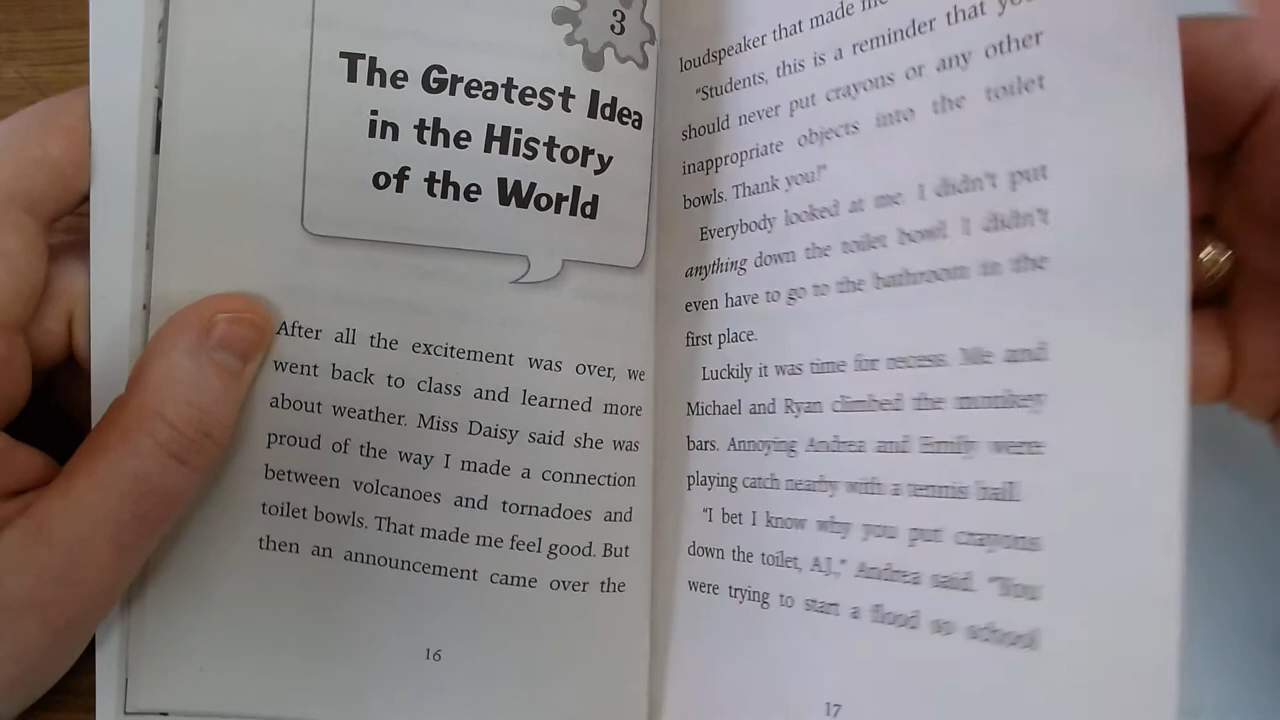 3
The Greatest Idea
in the History
of the World
After all the excitement was over, we
went back to class and learned more
about weather. Miss Daisy said she was
proud of the way I made a connection
between volcanoes and tornadoes and
toilet bowls. That made me feel good. But
then an announcement came over the
16
loudspeaker that made me
"Students, this is a reminder that you
should never put crayons or any other
inappropriate objects into the toilet
bowls. Thank you!"
Everybody looked at me. I didn't put
anything down the toilet bowl! I didn't
even have to go to the bathroom in the
first place.
Luckily it was time for recess. Me and
Michael and Ryan climbed the monkey
bars. Annoying Andrea and Emily were
playing catch nearby with a tennis ball.
"I bet I know why you put crayons
down the toilet, A.J.," Andrea said. "You
were trying to start a flood so school
17